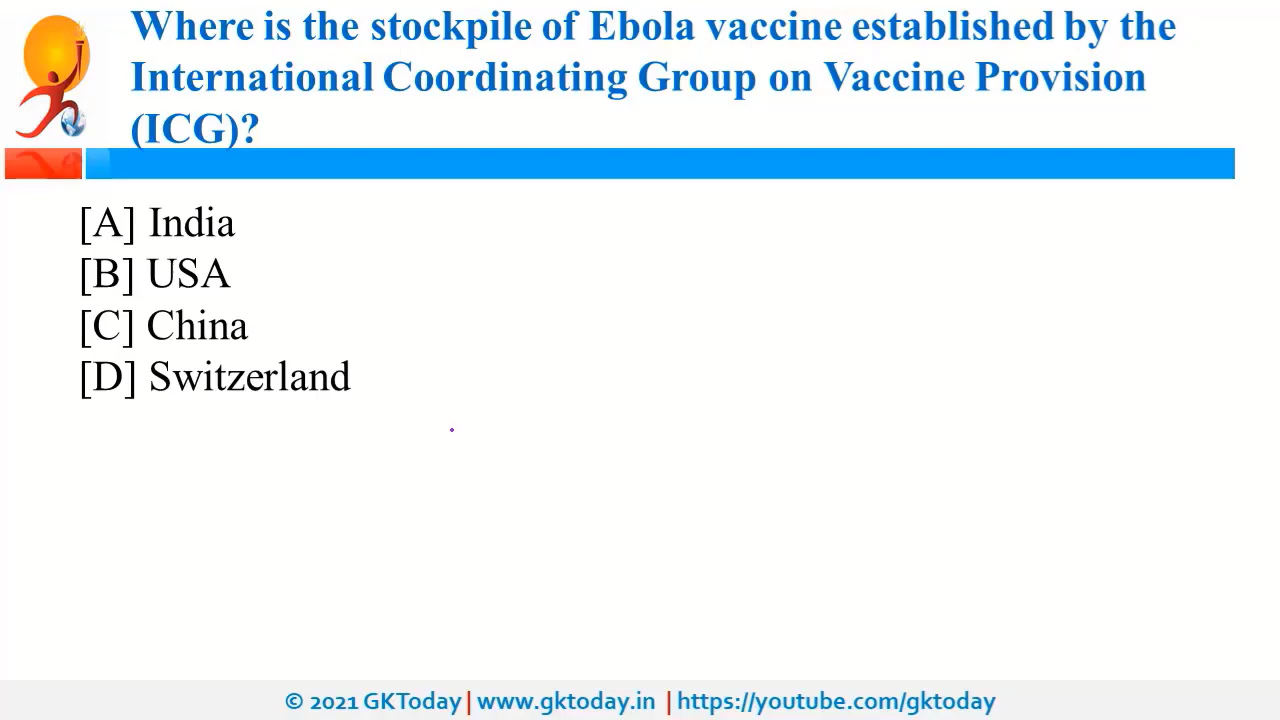 Where is the stockpile of Ebola vaccine established by the
International Coordinating Group on Vaccine Provision
(ICG)?
[A] India
[B] USA
[C] China
[D] Switzerland
© 2021 GKToday | www.gktoday.in | https://youtube.com/gktoday